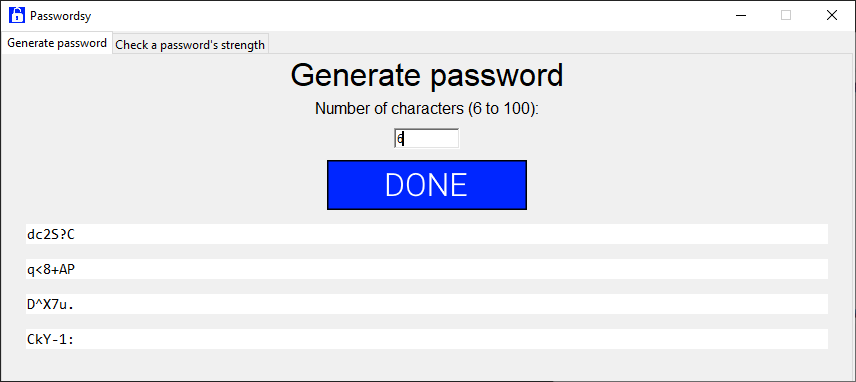 Passwordsy
Generate password Check a password's strength
Generate password
Number of characters (6 to 100):
6
DONE
dc2S?C
q<8+AP
D^X7u.
CkY-1: